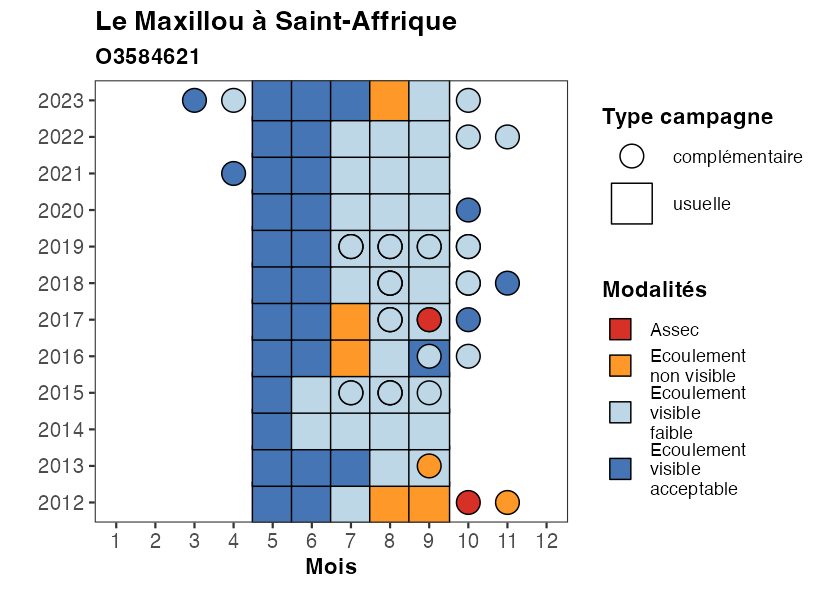 Le Maxillou à Saint-Affrique
O3584621
2023
2022
2021
2020
2019
2018
2017
2016
2015
2014
2013
2012
1 2 3 4 5 6 7 8 9 10 11 12
Mois
Type campagne
complémentaire
usuelle
Modalités
Assec
Ecoulement
non visible
Ecoulement
visible
faible
Ecoulement
visible
acceptable